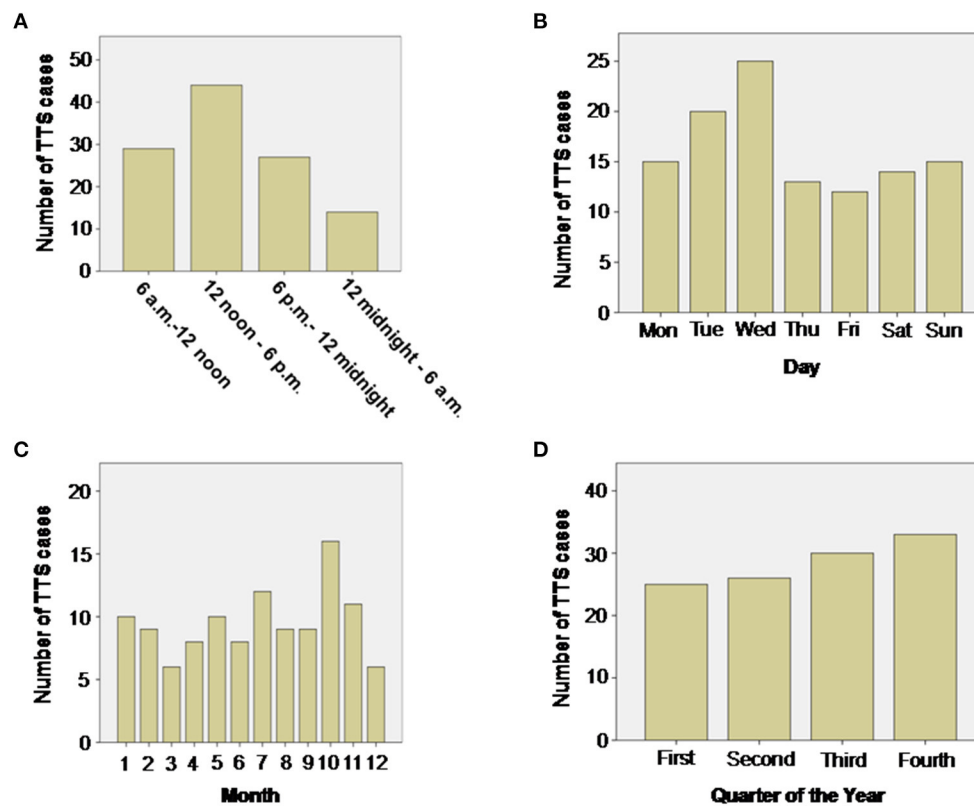 A
Number of TTS cases
50
40
30
20
10
0
6 a.m.-12 noon
12 noon - 6 p.m.
6 p.m.- 12 midnight
12 midnight - 6 a.m.
B
Number of TTS cases
25
20
15
10
5
0
Mon Tue Wed Thu Fri Sat Sun
Day
C
Number of TTS cases
20
15
10
5
0
1 2 3 4 5 6 7 8 9 10 11 12
Month
D
Number of TTS cases
40
30
20
10
0
First Second Third Fourth
Quarter of the Year